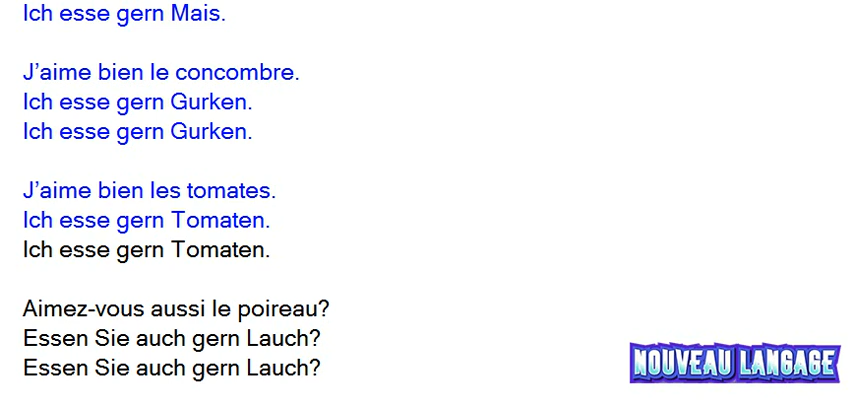 Ich esse gern Mais.
J’aime bien le concombre.
Ich esse gern Gurken.
Ich esse gern Gurken.
J’aime bien les tomates.
Ich esse gern Tomaten.
Ich esse gern Tomaten.
Aimez-vous aussi le poireau?
Essen Sie auch gern Lauch?
Essen Sie auch gern Lauch?
NOUVEAU LANGAGE